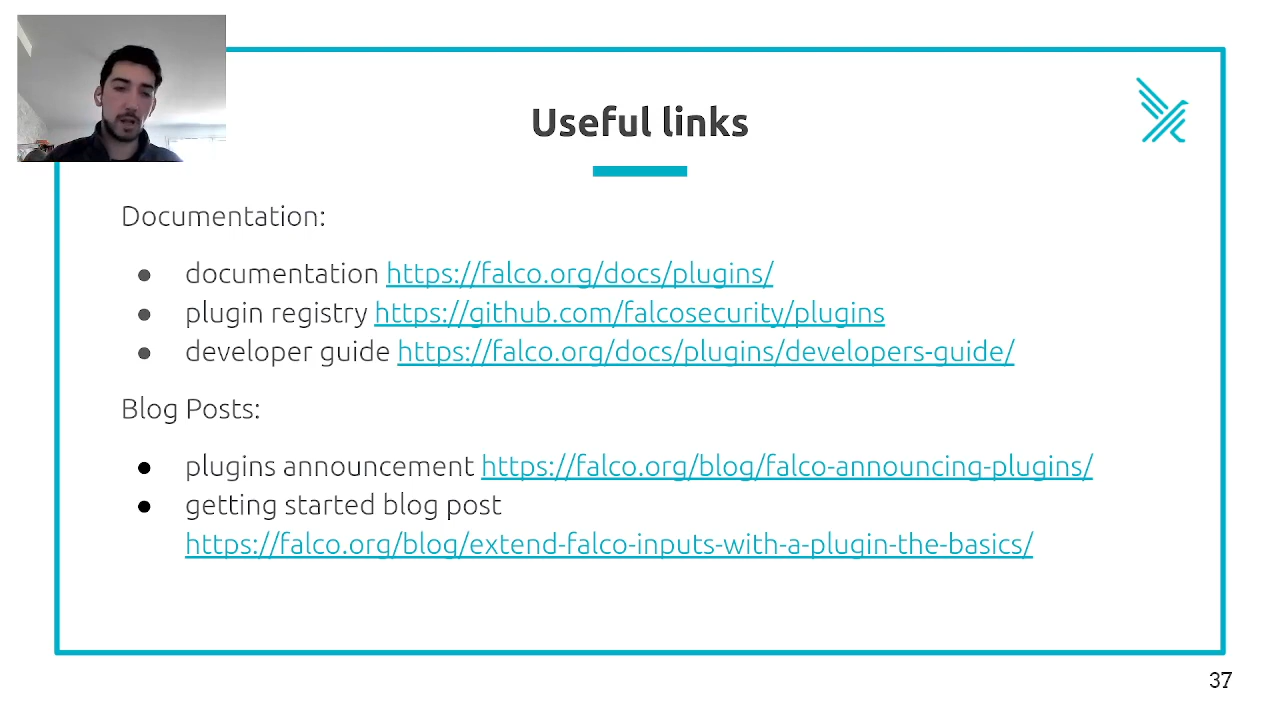 Useful links
Documentation:
● documentation https://falco.org/docs/plugins/
● plugin registry https://github.com/falcosecurity/plugins
● developer guide https://falco.org/docs/plugins/developers-guide/
Blog Posts:
● plugins announcement https://falco.org/blog/falco-announcing-plugins/
● getting started blog post
https://falco.org/blog/extend-falco-inputs-with-a-plugin-the-basics/
37